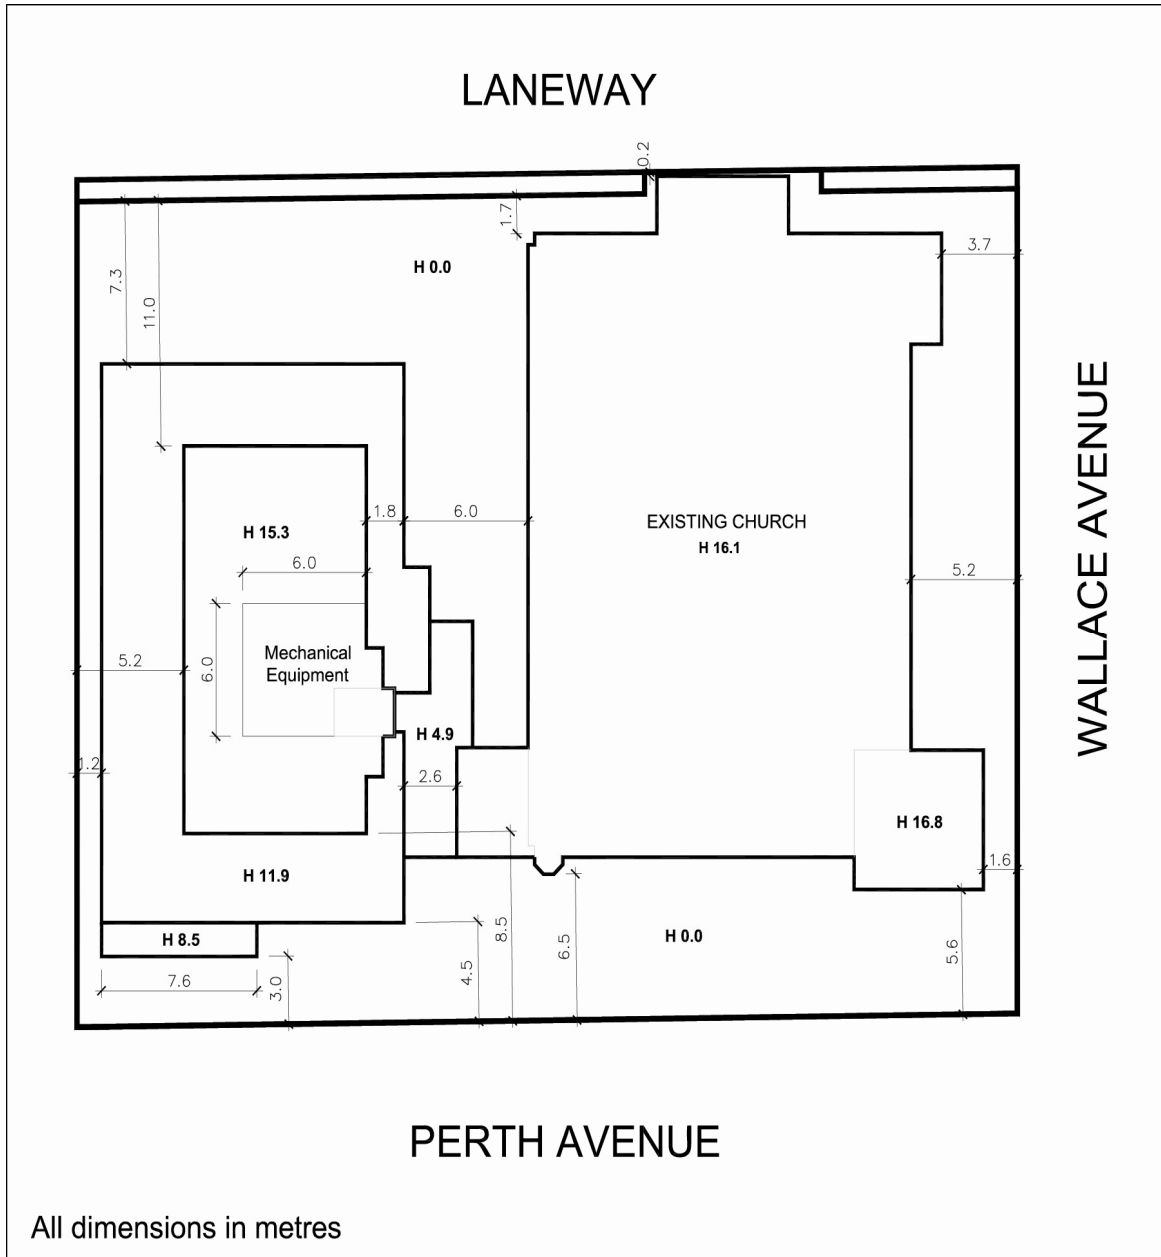 LANEWAY
0.2
1.7
3.7
H 0.0
7.3
11.0
WALLACE AVENUE
1.8
6.0
EXISTING CHURCH
H 16.1
H 15.3
6.0
5.2
Mechanical
Equipment
6.0
5.2
H 4.9
1.2
2.6
H 16.8
1.6
H 11.9
H 8.5
8.5
6.5
H 0.0
5.6
4.5
7.6
3.0
PERTH AVENUE
All dimensions in metres